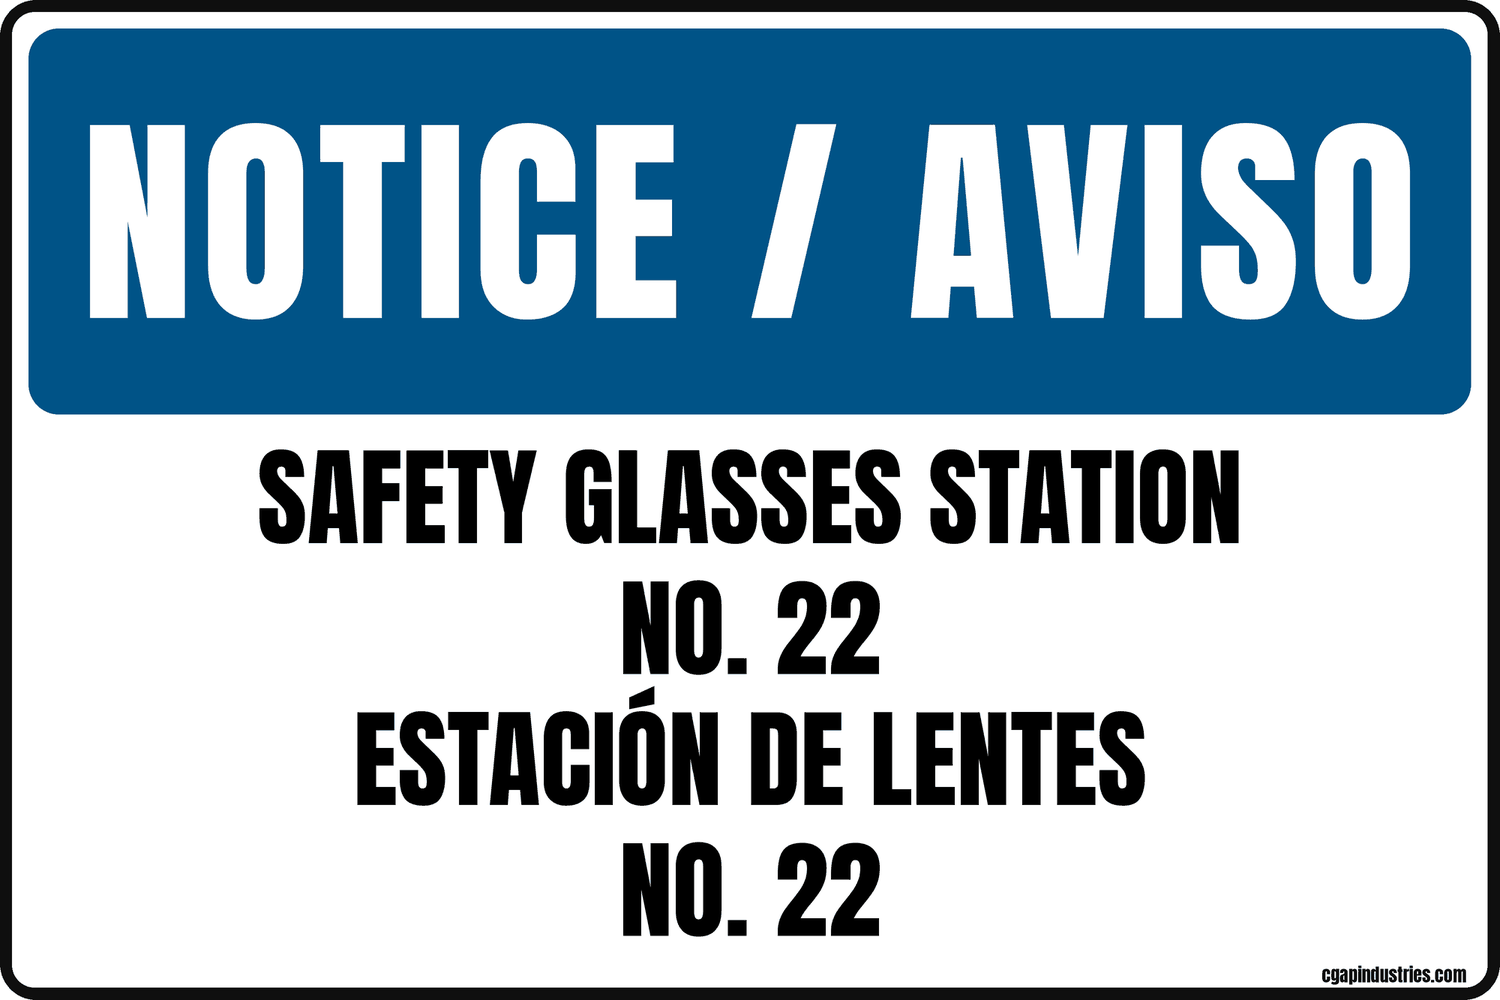 NOTICE / AVISO
SAFETY GLASSES STATION
NO. 22
ESTACIÓN DE LENTES
NO. 22
cgapindustries.com